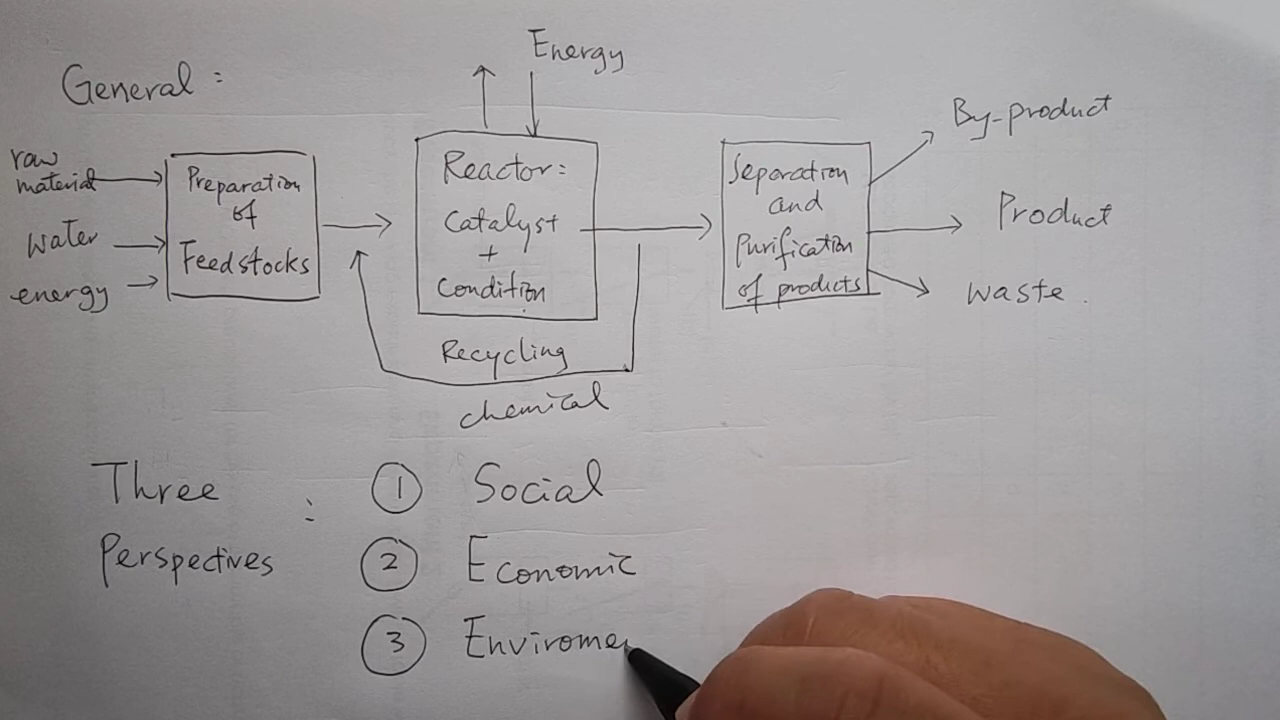 General :
Energy
By-product
raw
material
water
energy
Preparation
of
Feedstocks
Reactor:
Catalyst
+
Condition
Separation
and
Purification
of products
Product
waste.
Recycling
chemical
Three
Perspectives :
① Social
② Economic
③ Envirome